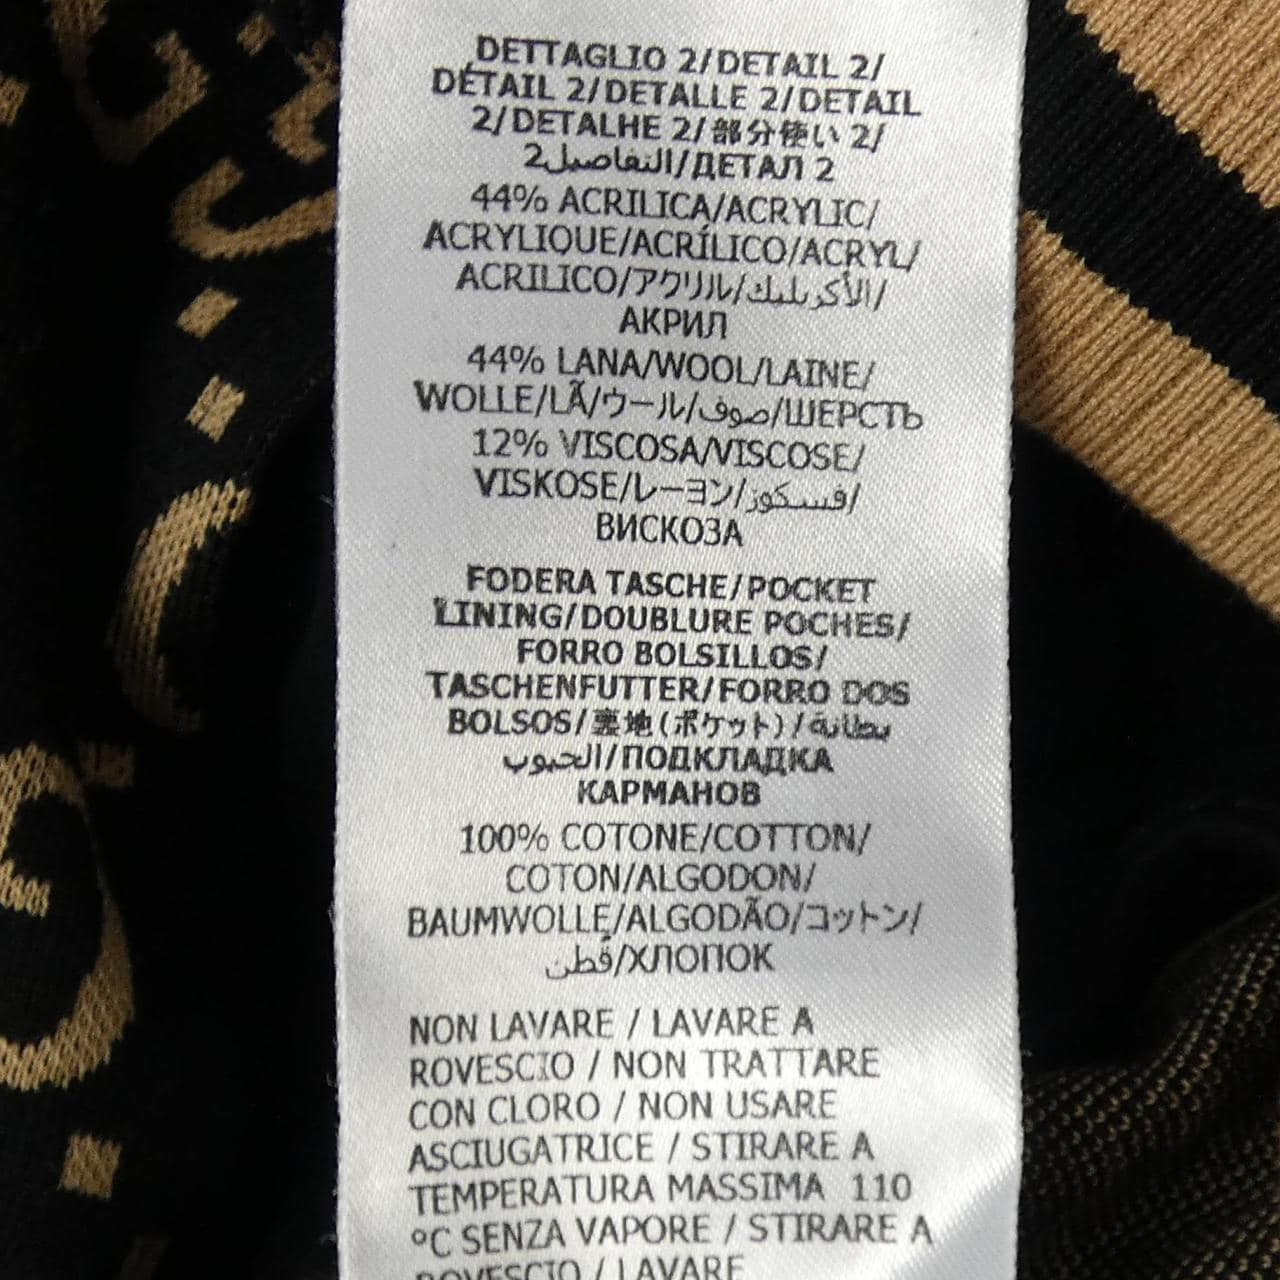 DETTAGLIO 2/DETAIL 2/
DÉTAIL 2/DETALLE 2/DETAIL
2/DETALHE 2/部分使い 2/
التفاصيل2/ДЕТАЛ 2
44% ACRILICA/ACRYLIC/
ACRYLIQUE/ACRÍLICO/ACRYL/
ACRILICO/アクリル/الأكريليك/
АКРИЛ
44% LANA/WOOL/LAINE/
WOLLE/LÃ/ウール/صوف/ШЕРСТЬ
12% VISCOSA/VISCOSE/
VISKOSE/レーヨン/فسكوز/
ВИСКОЗА
FODERA TASCHE/POCKET
LINING/DOUBLURE POCHES/
FORRO BOLSILLOS/
TASCHENFUTTER/FORRO DOS
BOLSOS/裏地(ポケット)/بطانة
الجيوب/ПОДКЛАДКА
КАРМАНОВ
100% COTONE/COTTON/
COTON/ALGODON/
BAUMWOLLE/ALGODÃO/コットン/
قطن/ХЛОПОК
NON LAVARE / LAVARE A
ROVESCIO / NON TRATTARE
CON CLORO / NON USARE
ASCIUGATRICE / STIRARE A
TEMPERATURA MASSIMA 110
°C SENZA VAPORE / STIRARE A
ROVESCIO / LAVARE